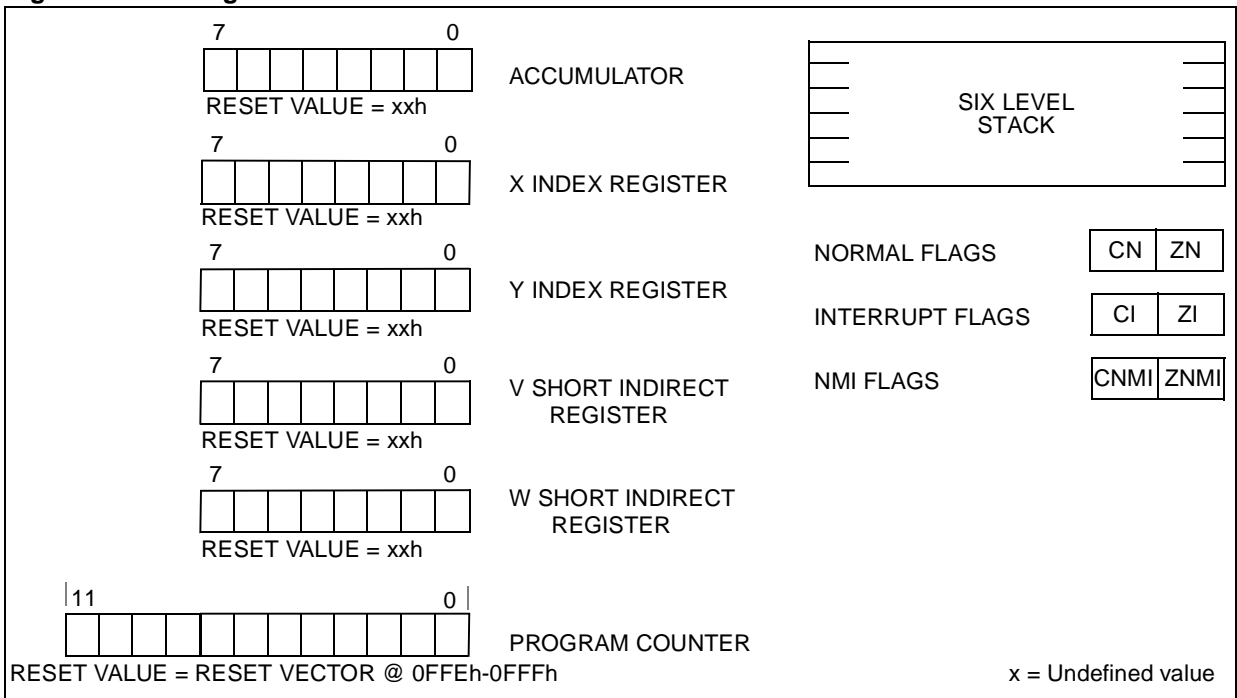 7 0
ACCUMULATOR
RESET VALUE = xxh
7 0
X INDEX REGISTER
RESET VALUE = xxh
7 0
Y INDEX REGISTER
RESET VALUE = xxh
7 0
V SHORT INDIRECT
REGISTER
RESET VALUE = xxh
7 0
W SHORT INDIRECT
REGISTER
RESET VALUE = xxh
11 0
PROGRAM COUNTER
RESET VALUE = RESET VECTOR @ 0FFEh-0FFFh
SIX LEVEL
STACK
NORMAL FLAGS CN ZN
INTERRUPT FLAGS CI ZI
NMI FLAGS CNMI ZNMI
x = Undefined value